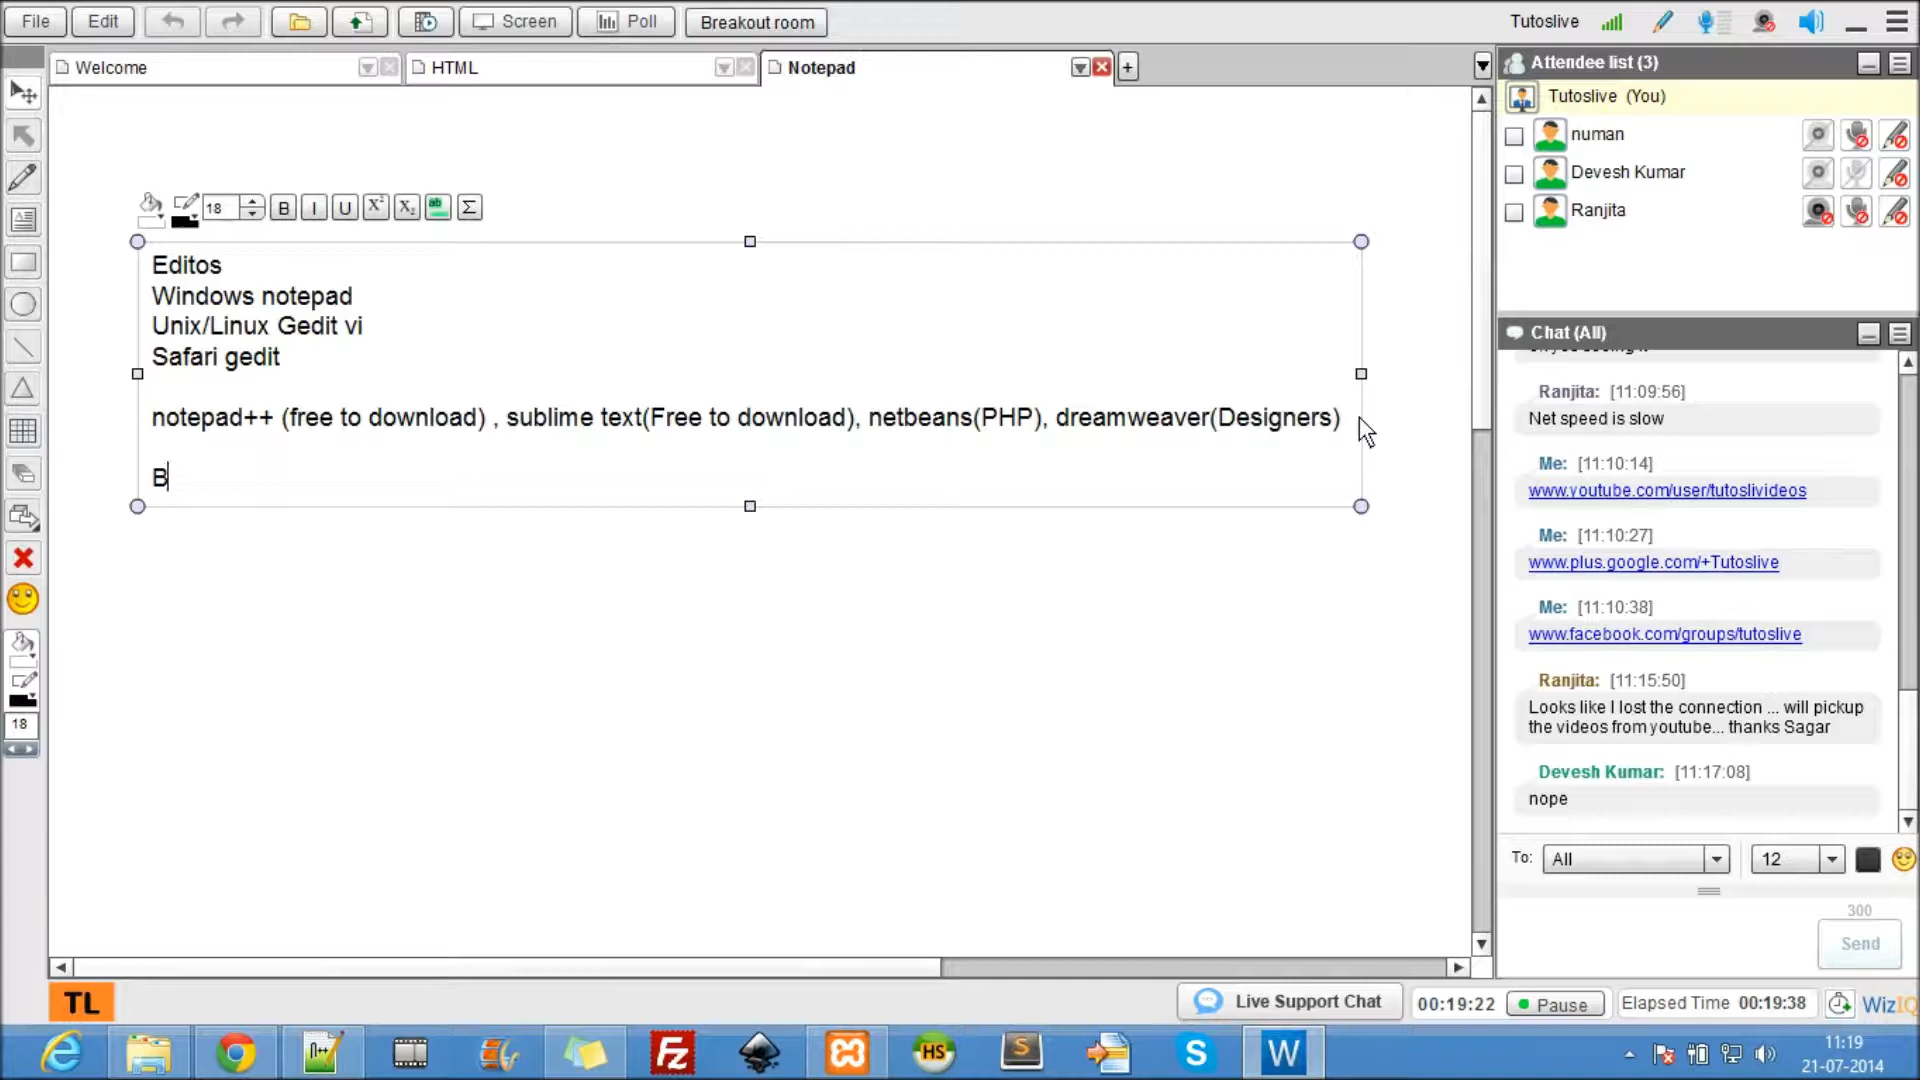 File Edit Screen Poll Breakout room Tutoslive
Welcome HTML Notepad +
18 B I U X² X₂ ab Σ
Editos
Windows notepad
Unix/Linux Gedit vi
Safari gedit
notepad++ (free to download) , sublime text(Free to download), netbeans(PHP), dreamweaver(Designers)
B
18
Attendee list (3)
Tutoslive (You)
numan
Devesh Kumar
Ranjita
Chat (All)
Ranjita: [11:09:56]
Net speed is slow
Me: [11:10:14]
www.youtube.com/user/tutoslivideos
Me: [11:10:27]
www.plus.google.com/+Tutoslive
Me: [11:10:38]
www.facebook.com/groups/tutoslive
Ranjita: [11:15:50]
Looks like I lost the connection ... will pickup
the videos from youtube... thanks Sagar
Devesh Kumar: [11:17:08]
nope
To: All 12
300
Send
TL Live Support Chat 00:19:22 Pause Elapsed Time 00:19:38 WizIQ
n++ Fz HS S S W
11:19
21-07-2014